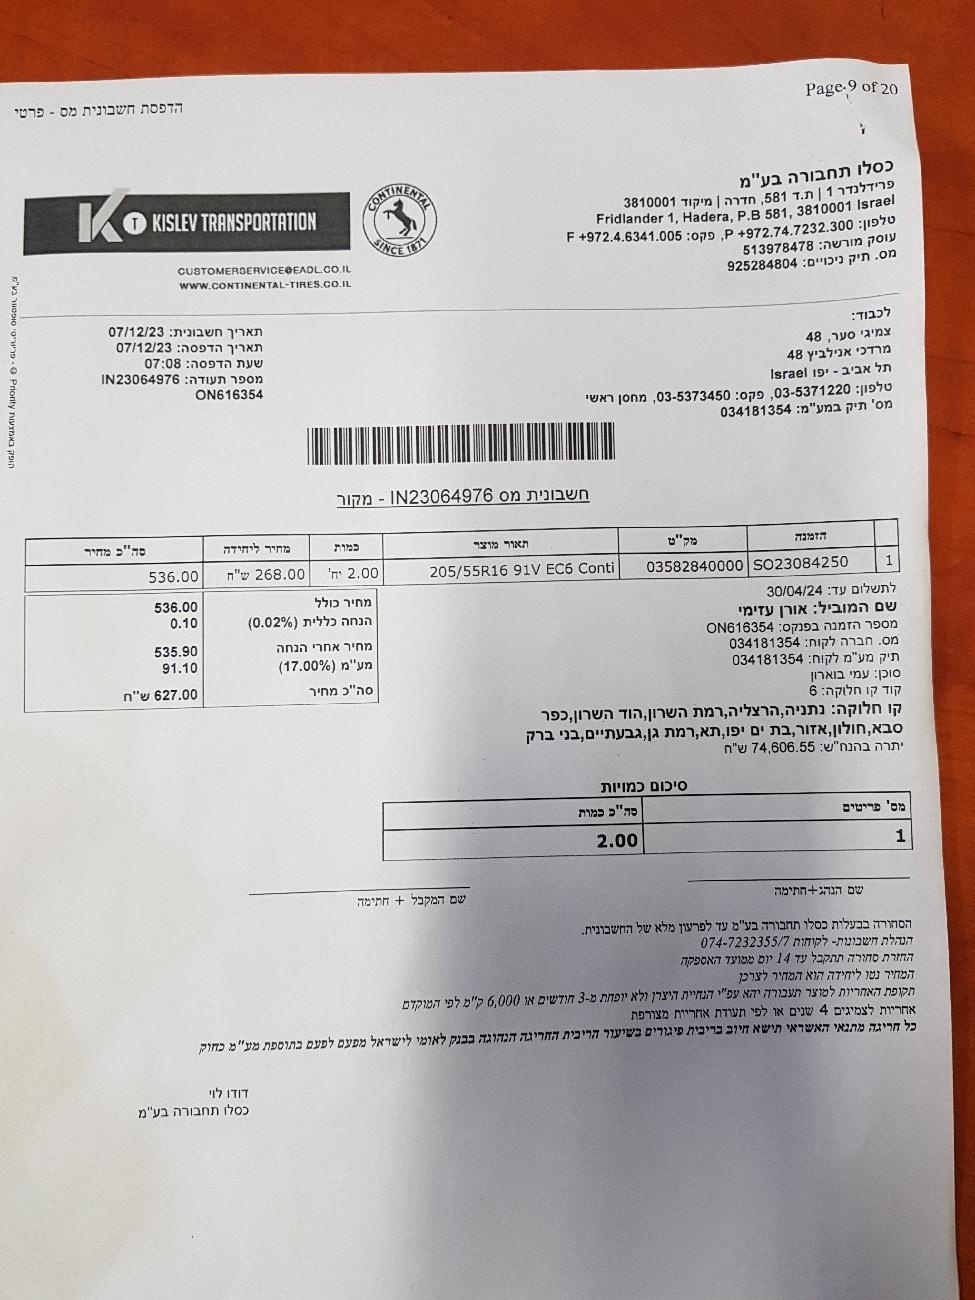 Page 9 of 20
הדפסת חשבונית מס - פרטי
כסלו תחבורה בע"מ
פרידלנדר 1 | ת.ד 581, חדרה | מיקוד 3810001
Fridlander 1, Hadera, P.B 581, 3810001 Israel
טלפון: P +972.74.7232.300, פקס: F +972.4.6341.005
עוסק מורשה: 513978478
מס. תיק ניכויים: 925284804
KISLEV TRANSPORTATION
CONTINENTAL
SINCE 1871
CUSTOMERSERVICE@EADL.CO.IL
WWW.CONTINENTAL-TIRES.CO.IL
לכבוד:
צמיגי סער, 48
מרדכי אנילביץ 48
תל אביב - יפו Israel
טלפון: 03-5371220, פקס: 03-5373450, מחסן ראשי
מס' תיק במע"מ: 034181354
תאריך חשבונית: 07/12/23
תאריך הדפסה: 07/12/23
שעת הדפסה: 07:08
מספר תעודה: IN23064976
ON616354
חשבונית מס IN23064976 - מקור
הזמנה מק"ט תאור מוצר כמות מחיר ליחידה סה"כ מחיר
1 SO23084250 03582840000 205/55R16 91V EC6 Conti 2.00 יח' 268.00 ש"ח 536.00
מחיר כולל 536.00
הנחה כללית (0.02%) 0.10
מחיר אחרי הנחה 535.90
מע"מ (17.00%) 91.10
סה"כ מחיר 627.00 ש"ח
לתשלום עד: 30/04/24
שם המוביל: אורן עזימי
מספר הזמנה בפנקס: ON616354
מס. חברה לקוח: 034181354
תיק מע"מ לקוח: 034181354
סוכן: עמי בוארון
קוד קו חלוקה: 6
קו חלוקה: נתניה,הרצליה,רמת השרון,הוד השרון,כפר
סבא,חולון,אזור,בת ים יפו,תא,רמת גן,גבעתיים,בני ברק
יתרה בהנח"ש: 74,606.55 ש"ח
סיכום כמויות
מס' פריטים סה"כ כמות
1 2.00
שם הנהג+חתימה
שם המקבל + חתימה
הסחורה בבעלות כסלו תחבורה בע"מ עד לפרעון מלא של החשבונית.
הנהלת חשבונות- לקוחות 074-7232355/7
החזרת סחורה תתקבל עד 14 יום ממועד האספקה
המחיר נטו ליחידה הוא המחיר לצרכן
תקופת האחריות למוצר תעבורה יהא עפ"י הנחיית היצרן ולא יופחת מ-3 חודשים או 6,000 ק"מ לפי המוקדם
אחריות לצמיגים 4 שנים או לפי תעודת אחריות מצורפת
כל חריגה מתנאי האשראי תישא חיוב בריבית פיגורים בשיעור הריבית החריגה הנהוגה בבנק לאומי לישראל מפעם לפעם בתוספת מע"מ כחוק
דודו לוי
כסלו תחבורה בע"מ